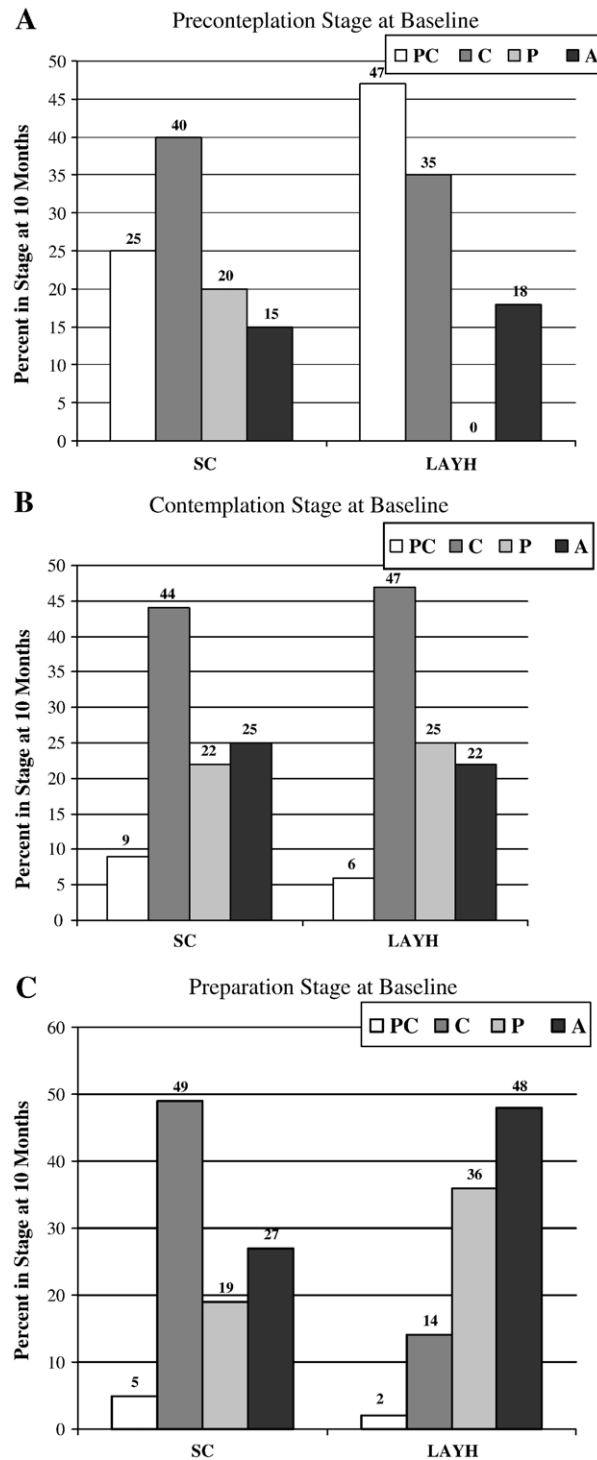 A
Preconteplation Stage at Baseline
PC C P A
50
45
40
35
30
25
20
15
10
5
0
Percent in Stage at 10 Months
25
40
20
15
47
35
0
18
SC
LAYH
B
Contemplation Stage at Baseline
PC C P A
50
45
40
35
30
25
20
15
10
5
0
Percent in Stage at 10 Months
9
44
22
25
6
47
25
22
SC
LAYH
C
Preparation Stage at Baseline
PC C P A
60
50
40
30
20
10
0
Percent in Stage at 10 Months
5
49
19
27
2
14
36
48
SC
LAYH